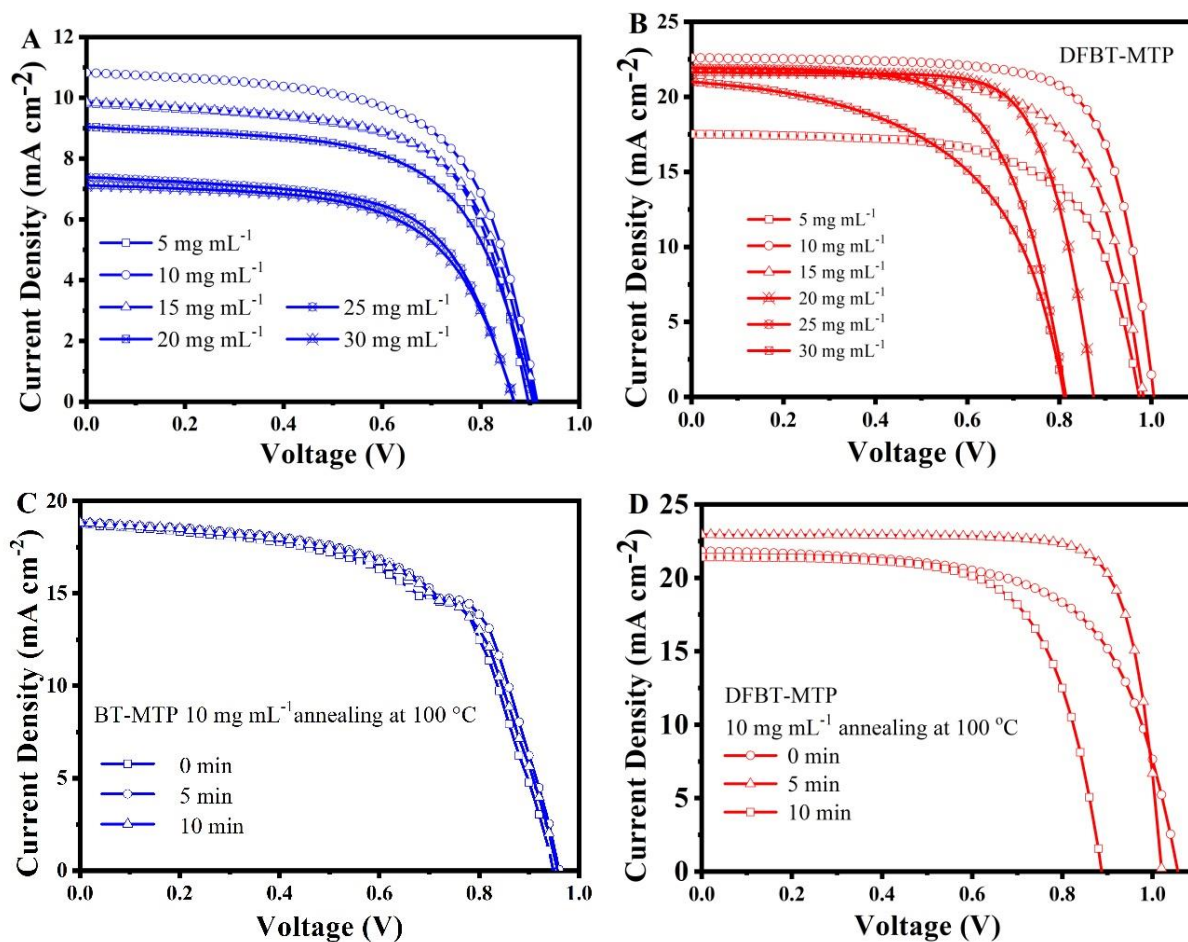 A
12
10
8
6
4
2
0
Current Density (mA cm⁻²)
5 mg mL⁻¹
10 mg mL⁻¹
15 mg mL⁻¹
20 mg mL⁻¹
25 mg mL⁻¹
30 mg mL⁻¹
0.0 0.2 0.4 0.6 0.8 1.0
Voltage (V)
B
25
20
15
10
5
0
Current Density (mA cm⁻²)
DFBT-MTP
5 mg mL⁻¹
10 mg mL⁻¹
15 mg mL⁻¹
20 mg mL⁻¹
25 mg mL⁻¹
30 mg mL⁻¹
0.0 0.2 0.4 0.6 0.8 1.0
Voltage (V)
C
20
15
10
5
0
Current Density (mA cm⁻²)
BT-MTP 10 mg mL⁻¹ annealing at 100 °C
0 min
5 min
10 min
0.0 0.2 0.4 0.6 0.8 1.0
Voltage (V)
D
25
20
15
10
5
0
Current Density (mA cm⁻²)
DFBT-MTP
10 mg mL⁻¹ annealing at 100 °C
0 min
5 min
10 min
0.0 0.2 0.4 0.6 0.8 1.0
Voltage (V)